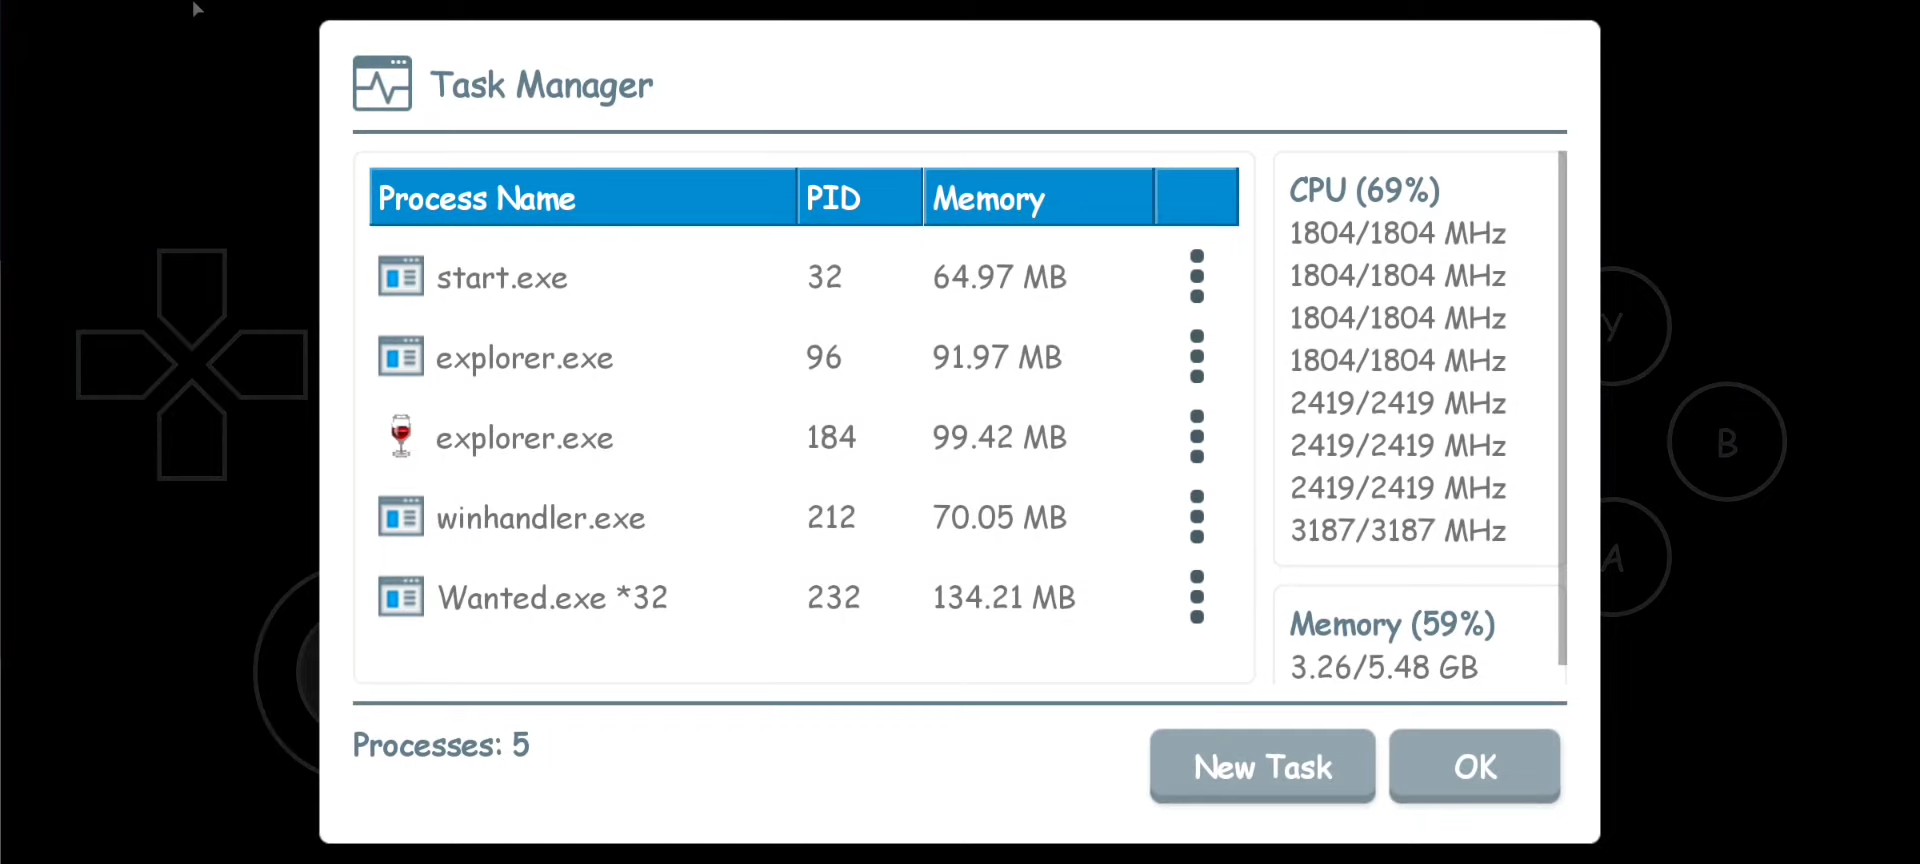 Task Manager
Process Name PID Memory
start.exe 32 64.97 MB
explorer.exe 96 91.97 MB
explorer.exe 184 99.42 MB
winhandler.exe 212 70.05 MB
Wanted.exe *32 232 134.21 MB
CPU (69%)
1804/1804 MHz
1804/1804 MHz
1804/1804 MHz
1804/1804 MHz
2419/2419 MHz
2419/2419 MHz
2419/2419 MHz
3187/3187 MHz
Memory (59%)
3.26/5.48 GB
Processes: 5
New Task
OK
Y
B
A